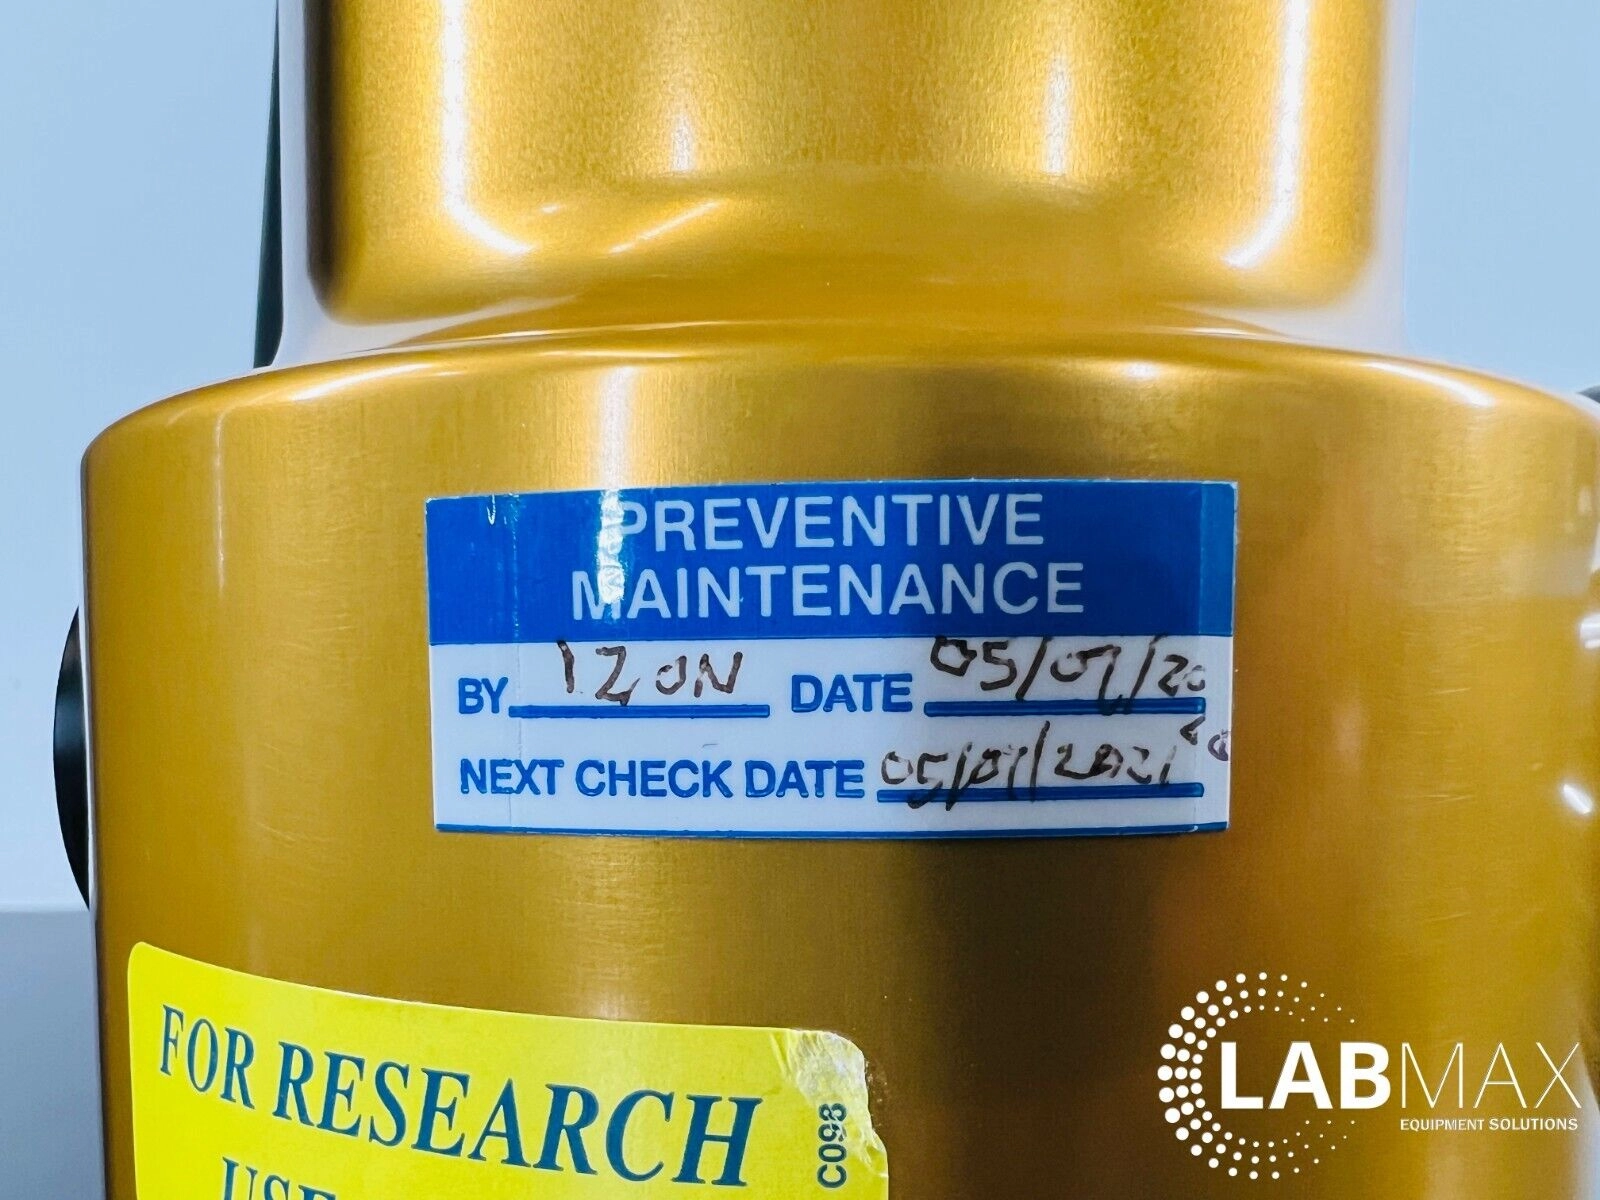 PREVENTIVE
MAINTENANCE
BY IZON DATE 05/07/20
NEXT CHECK DATE 05/07/2021
FOR RESEARCH
USE
C098
LABMAX
EQUIPMENT SOLUTIONS